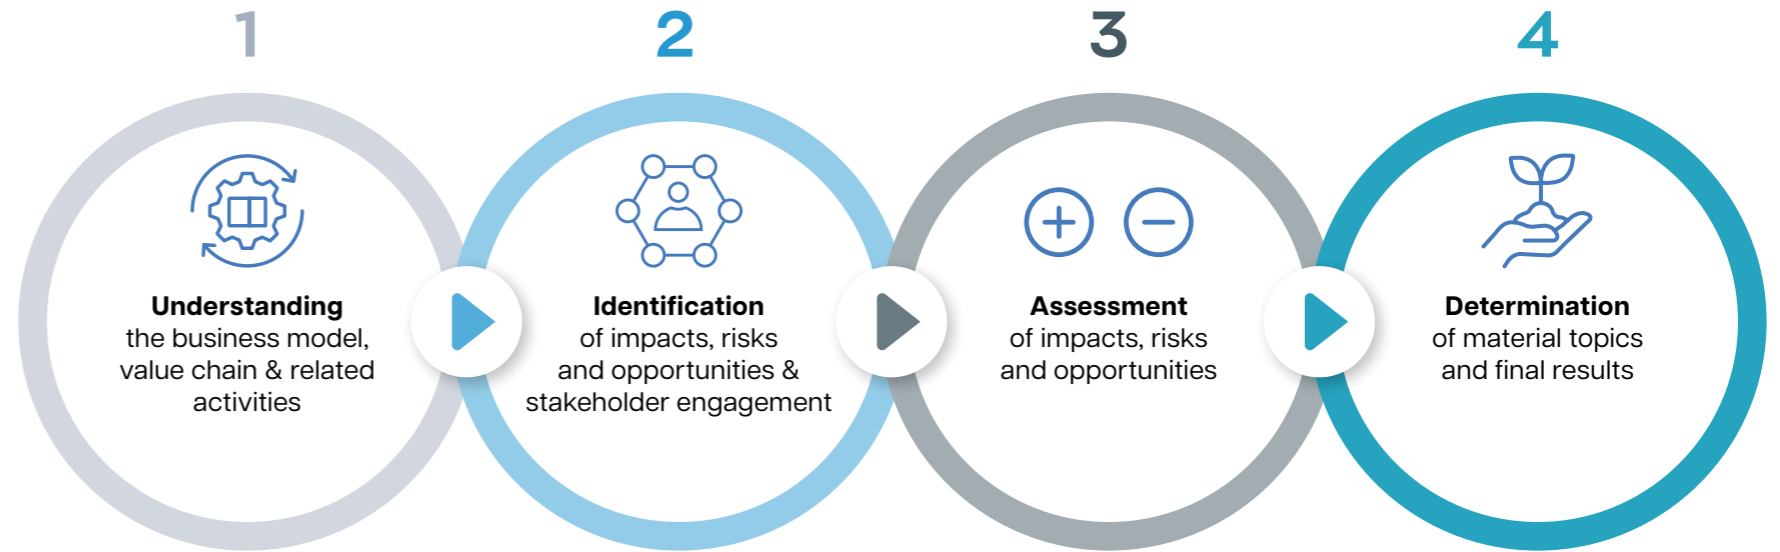 1
Understanding
the business model,
value chain & related
activities
2
Identification
of impacts, risks
and opportunities &
stakeholder engagement
3
Assessment
of impacts, risks
and opportunities
4
Determination
of material topics
and final results